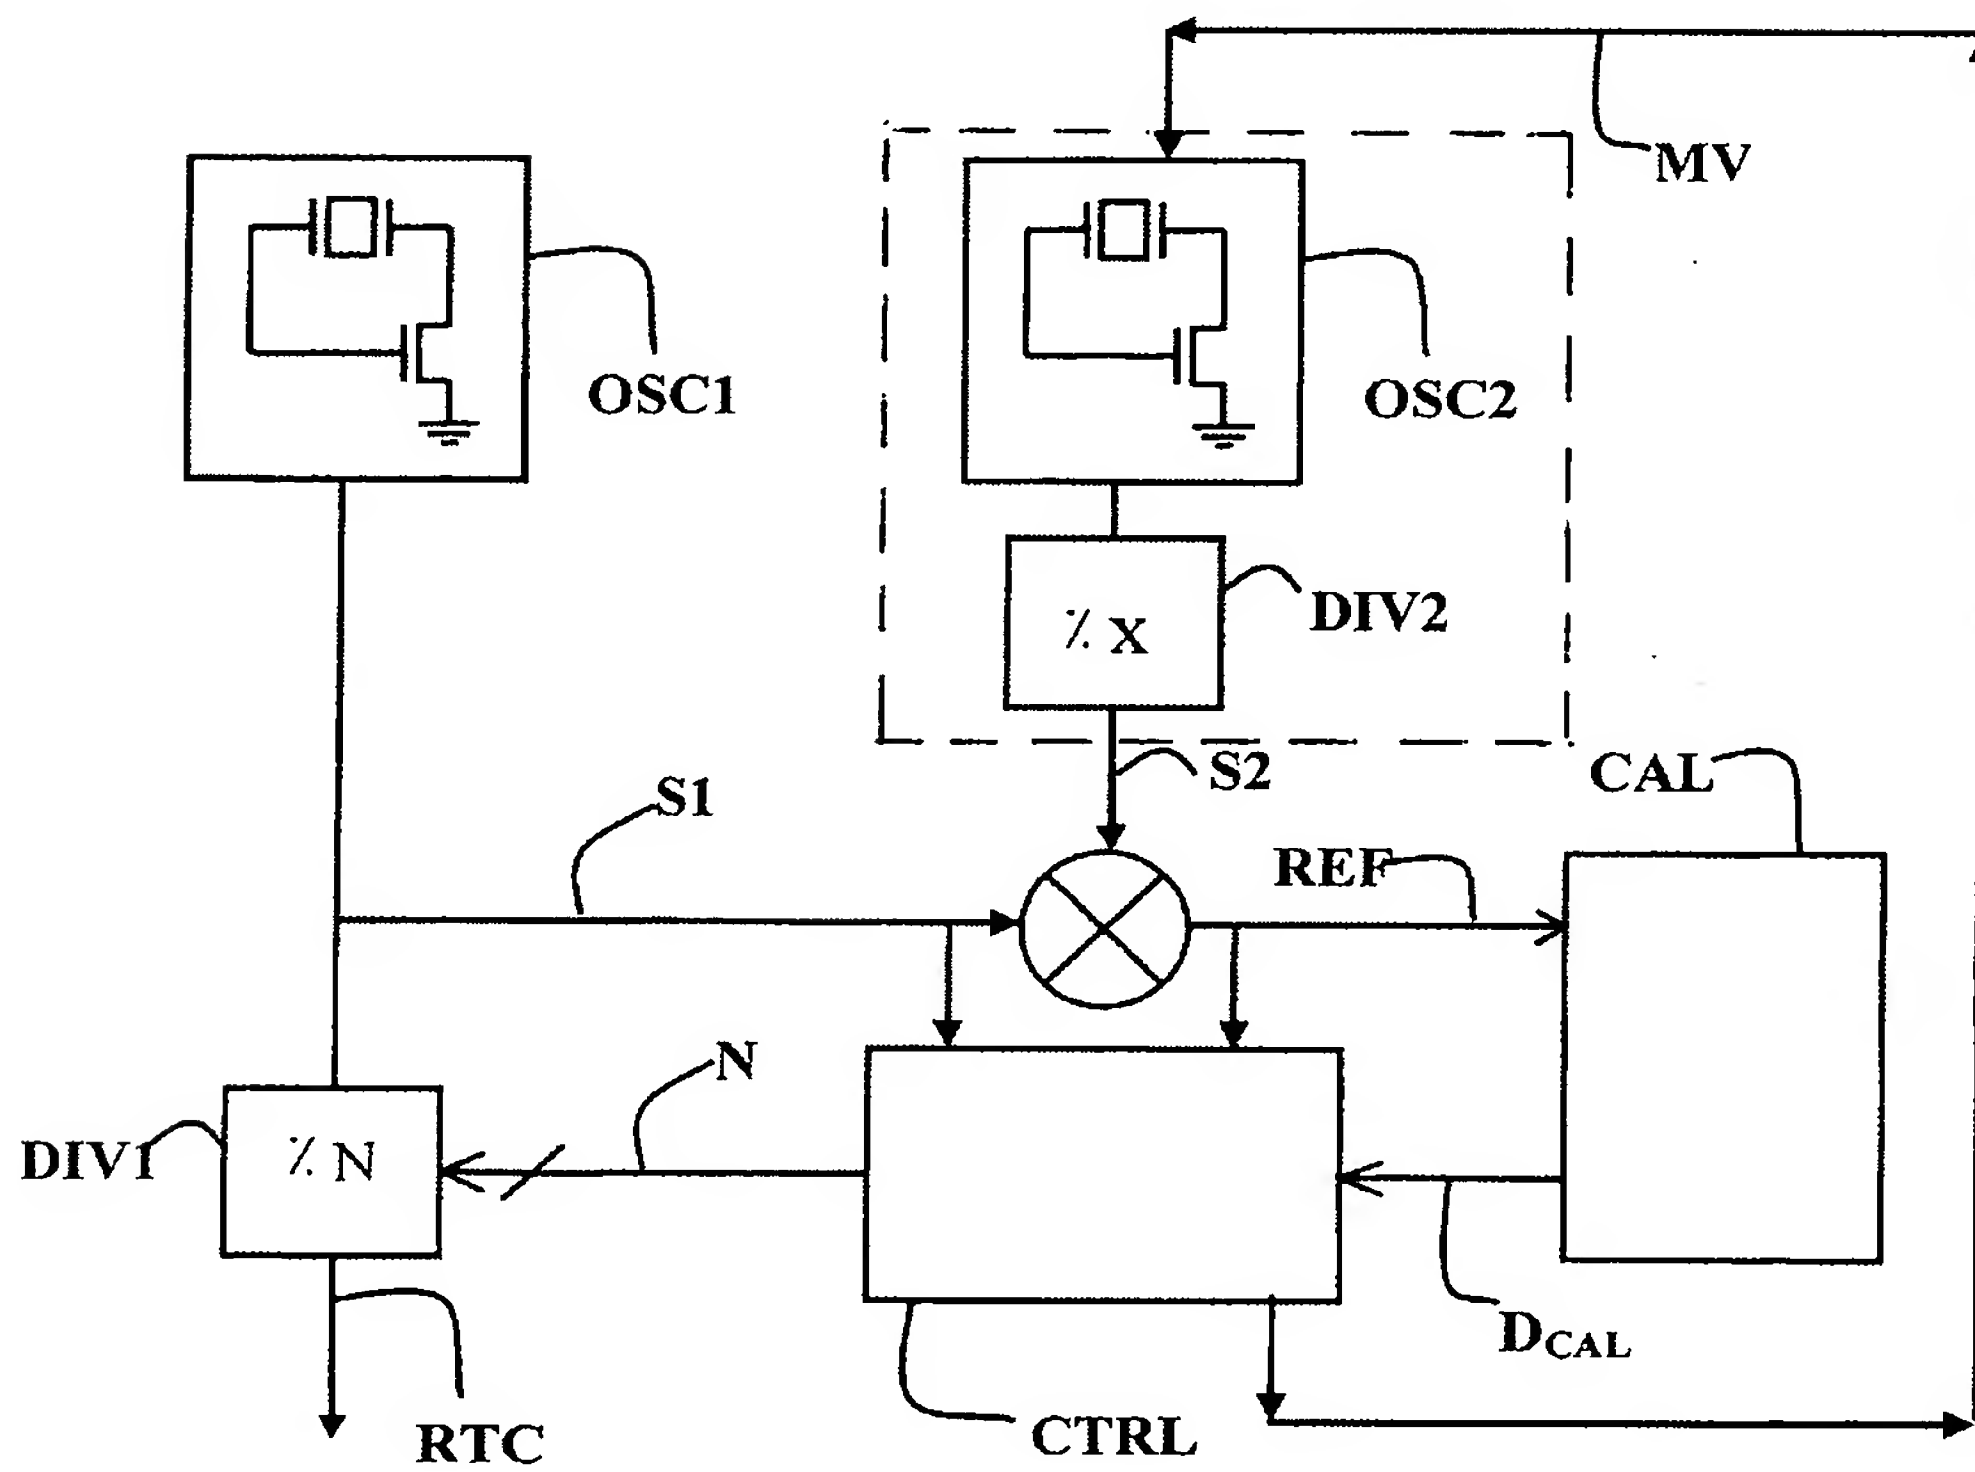 MV
OSC1
OSC2
DIV2
٪ X
S2
CAL
S1
REF
N
DIV1
٪ N
DCAL
RTC
CTRL